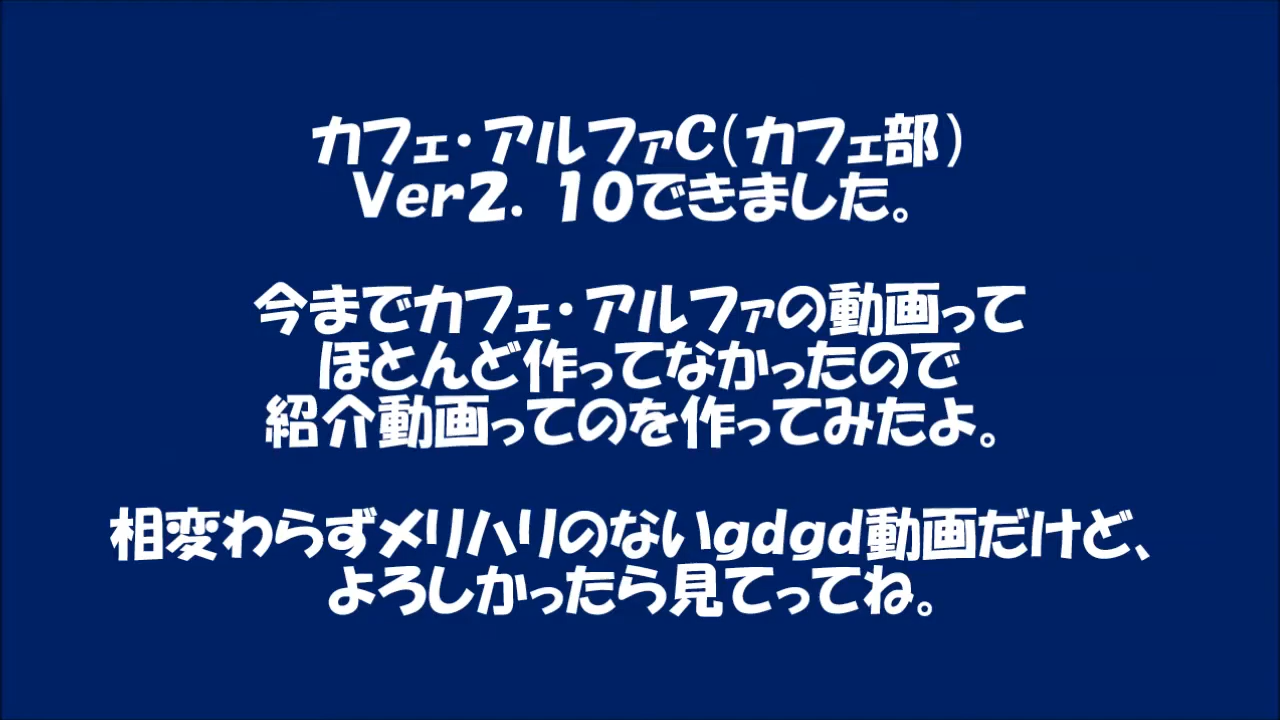 カフェ・アルファC(カフェ部)
Ver2.10できました。
今までカフェ・アルファの動画って
ほとんど作ってなかったので
紹介動画ってのを作ってみたよ。
相変わらずメリハリのないgdgd動画だけど、
よろしかったら見てってね。